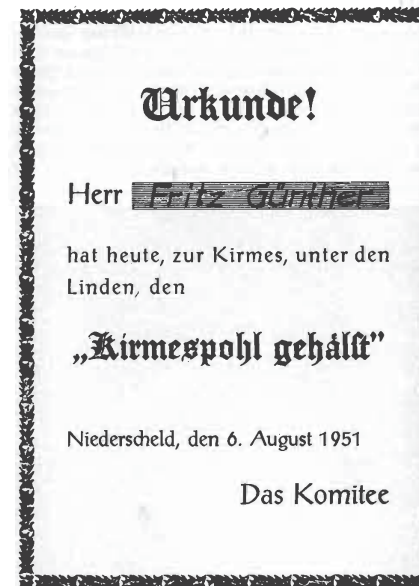 Urkunde!
Herr Fritz Günther
hat heute, zur Kirmes, unter den
Linden, den
„Kirmespohl gehälſt”
Niederscheld, den 6. August 1951
Das Komitee